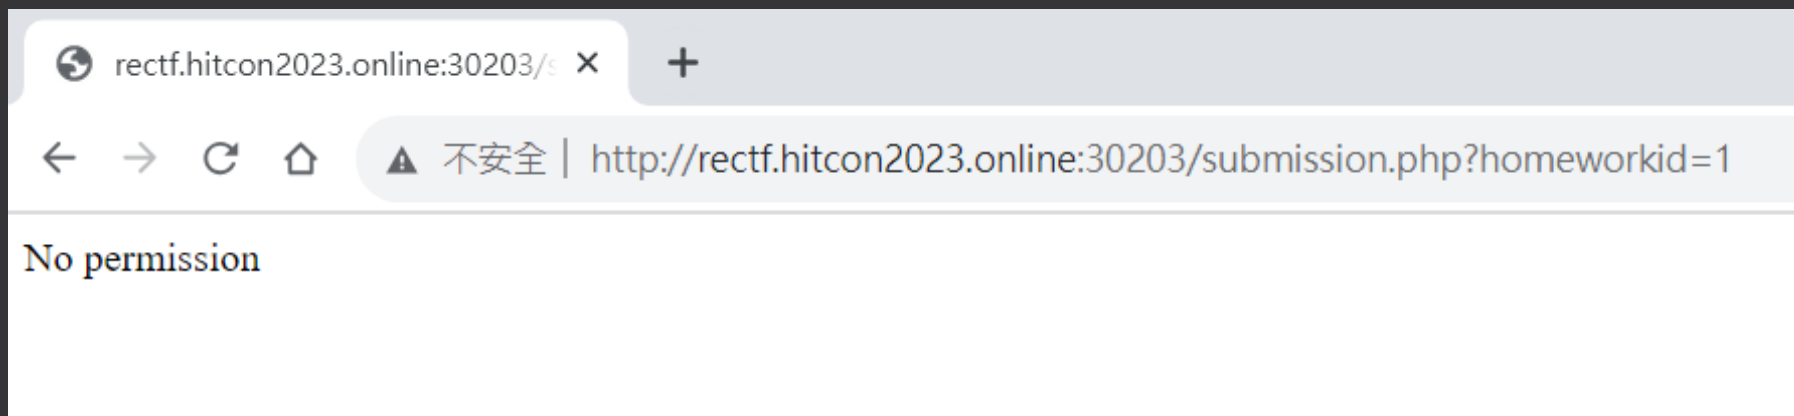 rectf.hitcon2023.online:30203/s
不安全 | http://rectf.hitcon2023.online:30203/submission.php?homeworkid=1
No permission